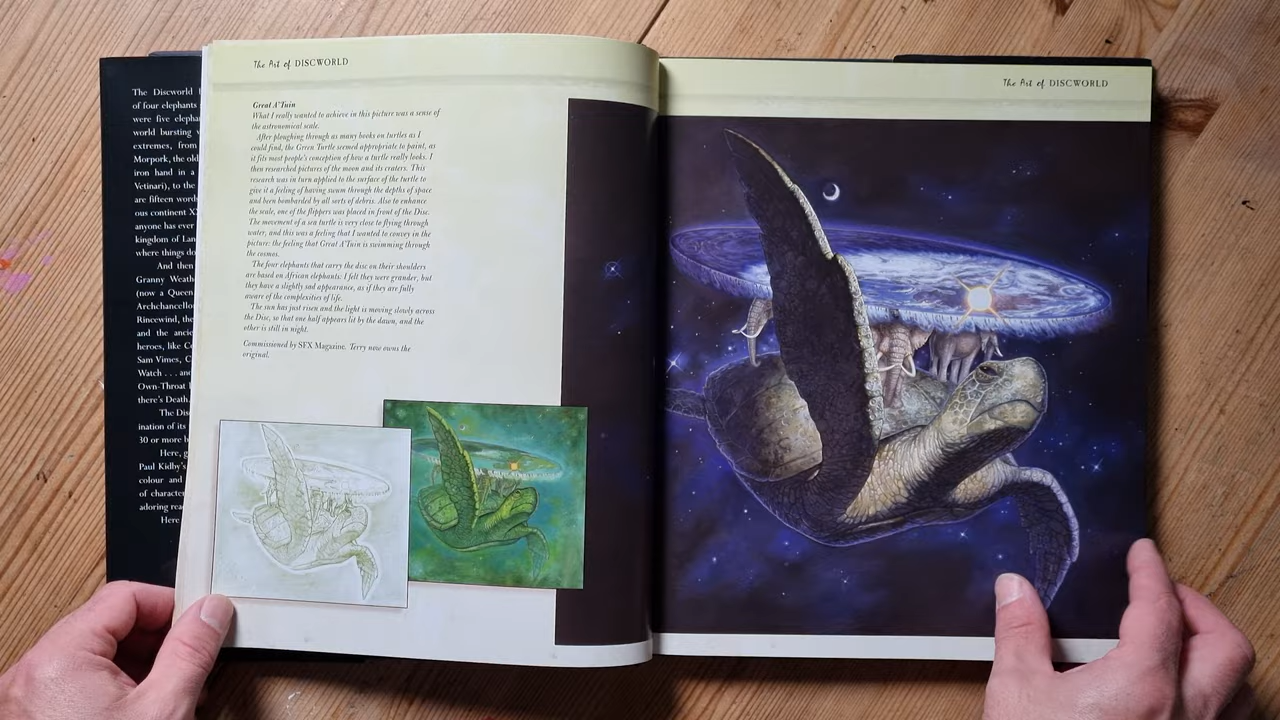 The Discworld
of four elephants
were five elepha
world bursting
extremes, from
Morpork, the old
iron hand in a
Vetinari), to the
are fifteen words
ous continent X
anyone has ever
kingdom of Lan
where things do
And then
Granny Weath
(now a Queen
Archchancello
Rincewind, the
and the ancie
heroes, like C
Sam Vimes, C
Watch . . . an
Own-Throat
there's Death.
The Dis
ination of its
30 or more
Here, g
Paul Kidby's
colour and
of character
adoring rea
Here
The Art of DISCWORLD
Great A'Tuin
What I really wanted to achieve in this picture was a sense of
the astronomical scale.
After ploughing through as many books on turtles as I
could find, the Green Turtle seemed appropriate to paint, as
it fits most people's conception of how a turtle really looks. I
then researched pictures of the moon and its craters. This
research was in turn applied to the surface of the turtle to
give it a feeling of having swum through the depths of space
and been bombarded by all sorts of debris. Also to enhance
the scale, one of the flippers was placed in front of the Disc.
The movement of a sea turtle is very close to flying through
water, and this was a feeling that I wanted to convey in the
picture: the feeling that Great A'Tuin is swimming through
the cosmos.
The four elephants that carry the disc on their shoulders
are based on African elephants. I felt they were grander, but
they have a slightly sad appearance, as if they are fully
aware of the complexities of life.
The sun has just risen and the light is moving slowly across
the Disc, so that one half appears lit by the dawn, and the
other is still in night.
Commissioned by SFX Magazine. Terry now owns the
original.
The Art of DISCWORLD